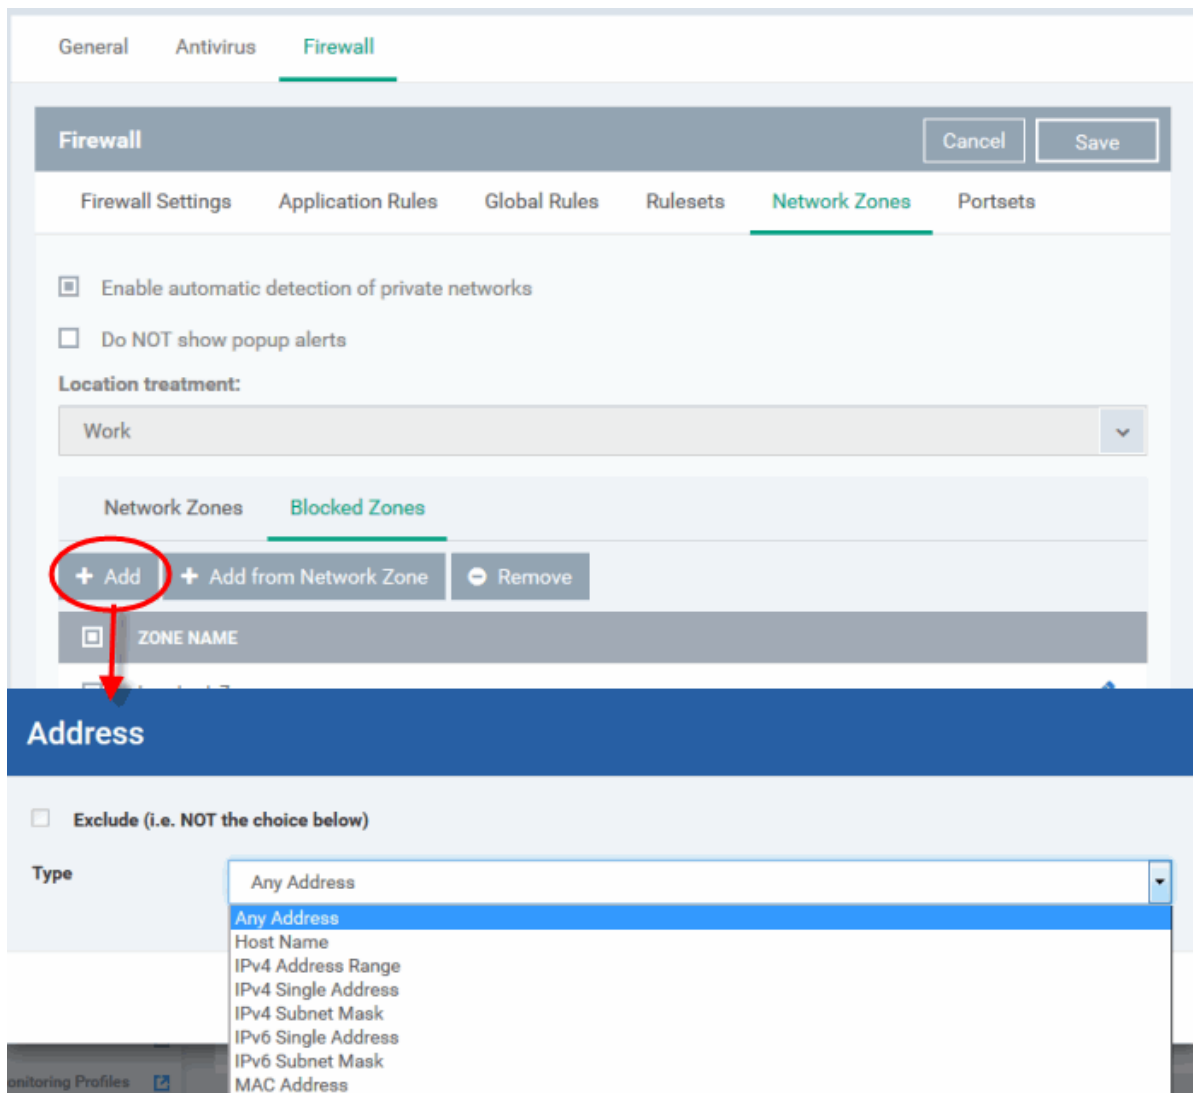 General Antivirus Firewall
Firewall Cancel Save
Firewall Settings Application Rules Global Rules Rulesets Network Zones Portsets
Enable automatic detection of private networks
Do NOT show popup alerts
Location treatment:
Work
Network Zones Blocked Zones
+ Add + Add from Network Zone Remove
ZONE NAME
Address
Exclude (i.e. NOT the choice below)
Type Any Address
Any Address
Host Name
IPv4 Address Range
IPv4 Single Address
IPv4 Subnet Mask
IPv6 Single Address
IPv6 Subnet Mask
onitoring Profiles MAC Address